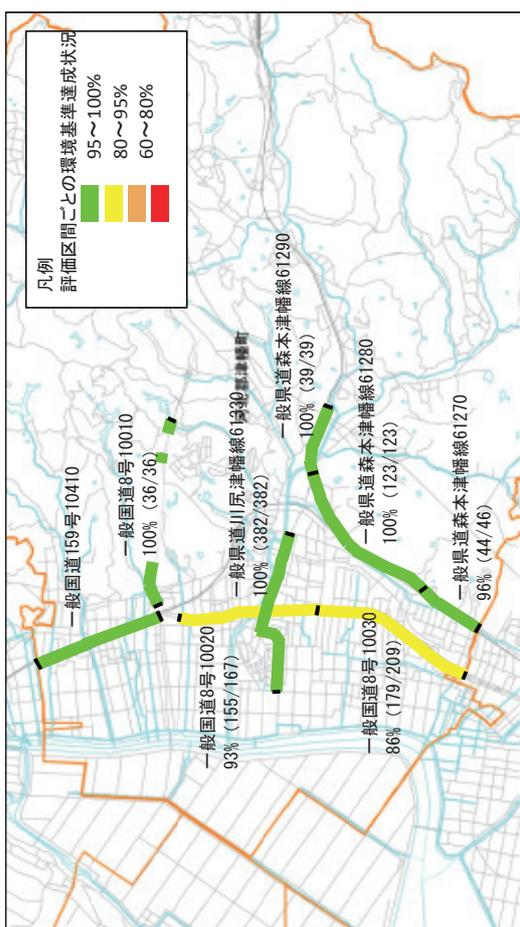 凡例
評価区間ごとの環境基準達成状況
95～100%
80～95%
60～80%
一般国道159号10410
一般国道8号10010
100% (36/36)
一般県道川尻津幡線61330
100% (382/382)
一般県道森本津幡線61290
100% (39/39)
一般国道8号10020
93% (155/167)
一般県道森本津幡線61280
100% (123/123)
一般国道8号10030
86% (179/209)
一般県道森本津幡線61270
96% (44/46)
郡津幡町